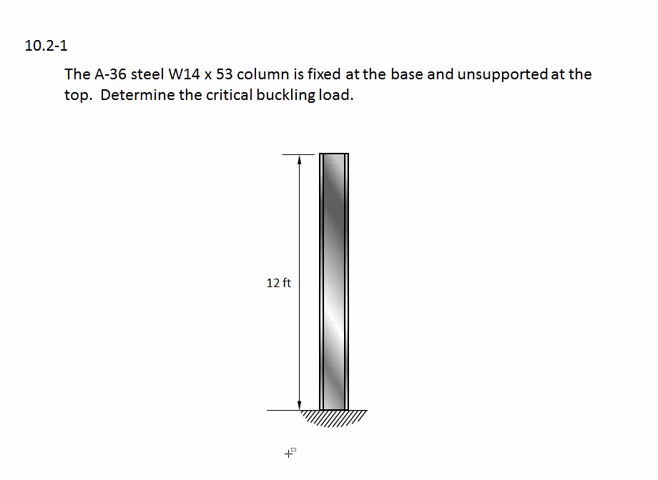 10.2-1
The A-36 steel W14 x 53 column is fixed at the base and unsupported at the
top.  Determine the critical buckling load.
12 ft